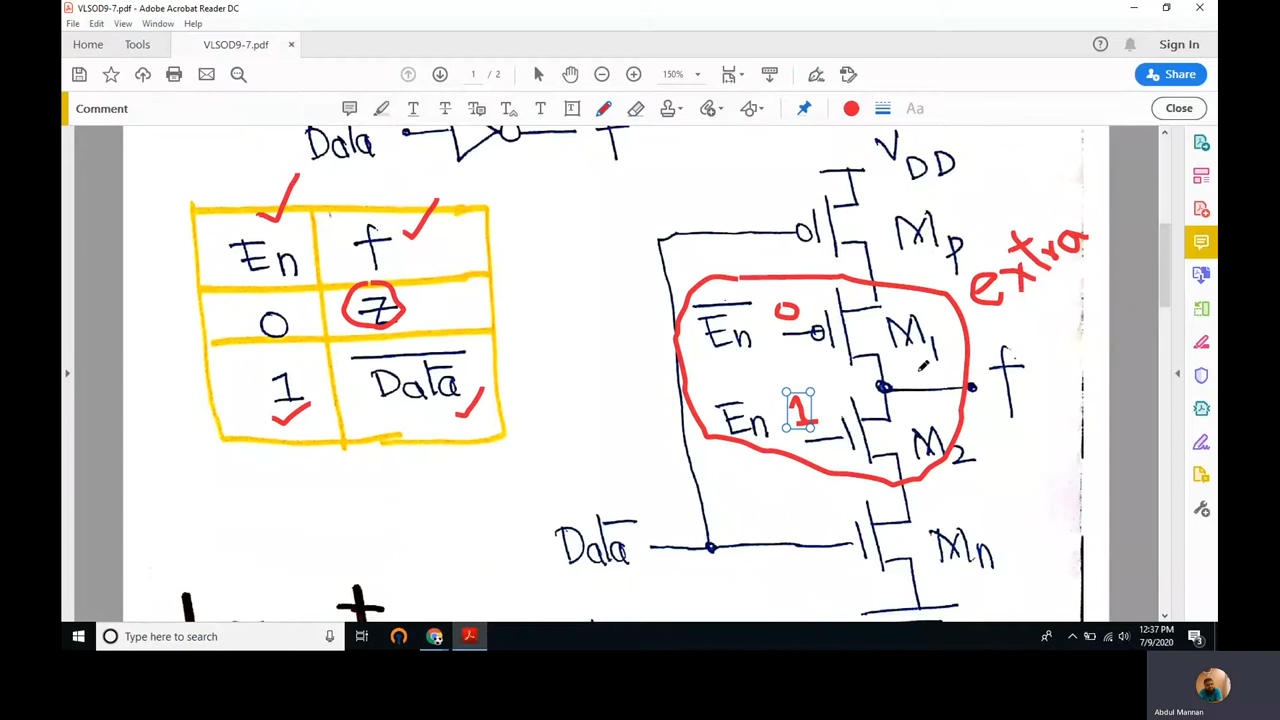 VLSOD9-7.pdf - Adobe Acrobat Reader DC
File Edit View Window Help
Home Tools VLSOD9-7.pdf × Sign In
1 / 2 150% Share
Comment Aa Close
Data f
VDD
En f
Mp
extra
0 Z
En 0 M1
1 Data
f
En 1 M2
Data Mn
Type here to search
12:37 PM
7/9/2020
3
Abdul Mannan